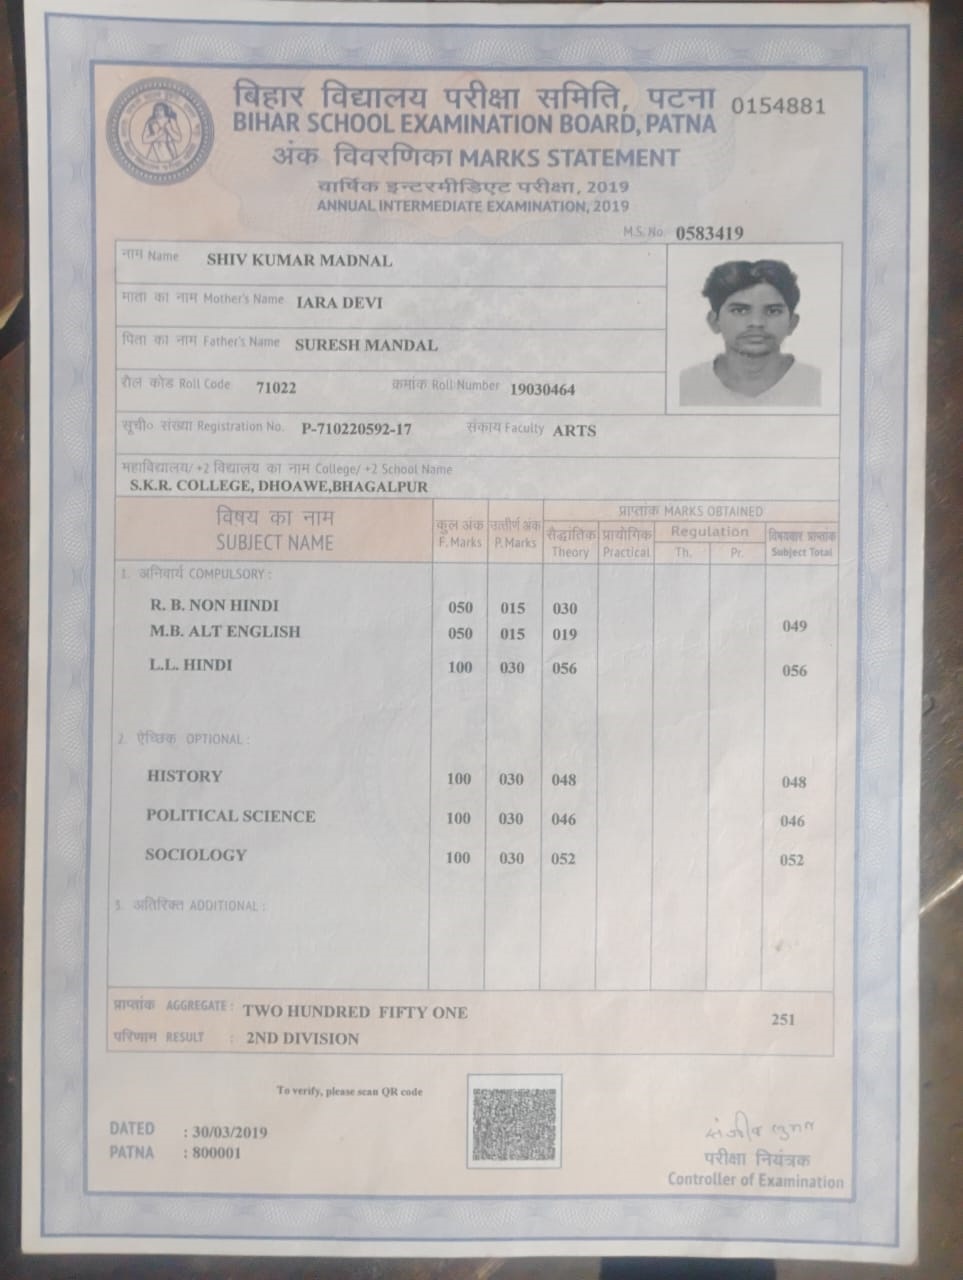 बिहार विद्यालय परीक्षा समिति, पटना 0154881
BIHAR SCHOOL EXAMINATION BOARD, PATNA
अंक विवरणिका MARKS STATEMENT
वार्षिक इन्टरमीडिएट परीक्षा, 2019
ANNUAL INTERMEDIATE EXAMINATION, 2019
M.S. No. 0583419
नाम Name SHIV KUMAR MADNAL
माता का नाम Mother's Name IARA DEVI
पिता का नाम Father's Name SURESH MANDAL
रौल कोड Roll Code 71022 क्रमांक Roll Number 19030464
सूची० संख्या Registration No. P-710220592-17 संकाय Faculty ARTS
महाविद्यालय/ +2 विद्यालय का नाम College/ +2 School Name
S.K.R. COLLEGE, DHOAWE,BHAGALPUR
विषय का नाम कुल अंक उत्तीर्ण अंक प्राप्तांक MARKS OBTAINED
SUBJECT NAME F. Marks P. Marks सैद्धांतिक प्रायोगिक Regulation विषयवार प्राप्तांक
Theory Practical Th. Pr. Subject Total
1. अनिवार्य COMPULSORY :
R. B. NON HINDI 050 015 030
M.B. ALT ENGLISH 050 015 019 049
L.L. HINDI 100 030 056 056
2. ऐच्छिक OPTIONAL :
HISTORY 100 030 048 048
POLITICAL SCIENCE 100 030 046 046
SOCIOLOGY 100 030 052 052
3. अतिरिक्त ADDITIONAL :
प्राप्तांक AGGREGATE : TWO HUNDRED FIFTY ONE 251
परिणाम RESULT : 2ND DIVISION
To verify, please scan QR code
DATED : 30/03/2019
PATNA : 800001
परीक्षा नियंत्रक
Controller of Examination